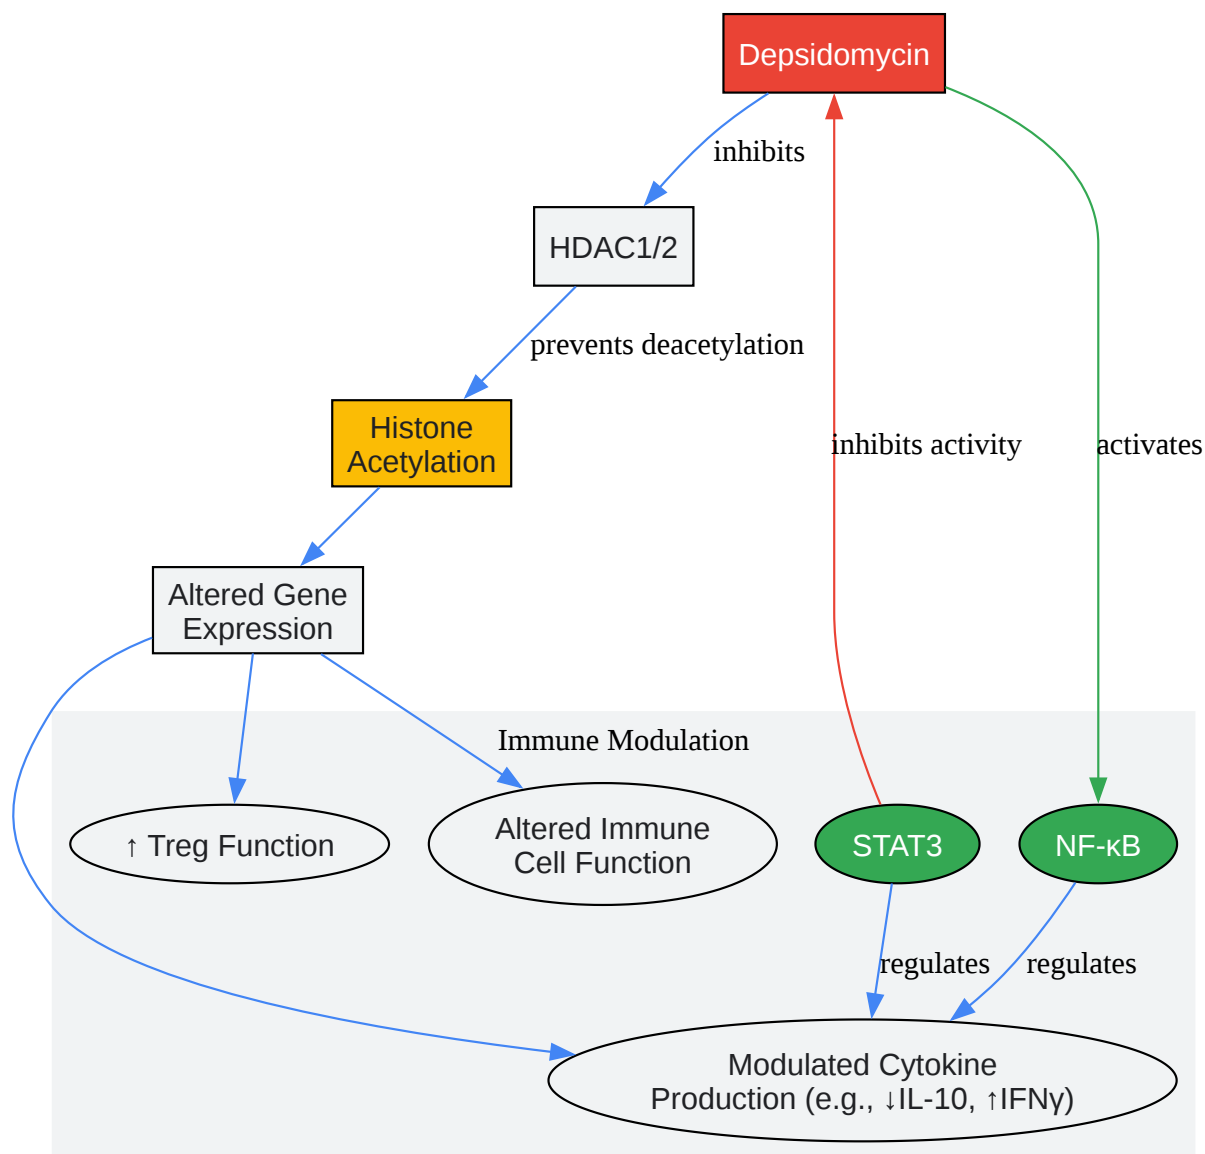 Depsidomycin
inhibits
HDAC1/2
prevents deacetylation
Histone
Acetylation
inhibits activity
activates
Altered Gene
Expression
Immune Modulation
↑ Treg Function
Altered Immune
Cell Function
STAT3
NF-κB
regulates
regulates
Modulated Cytokine
Production (e.g., ↓IL-10, ↑IFNγ)